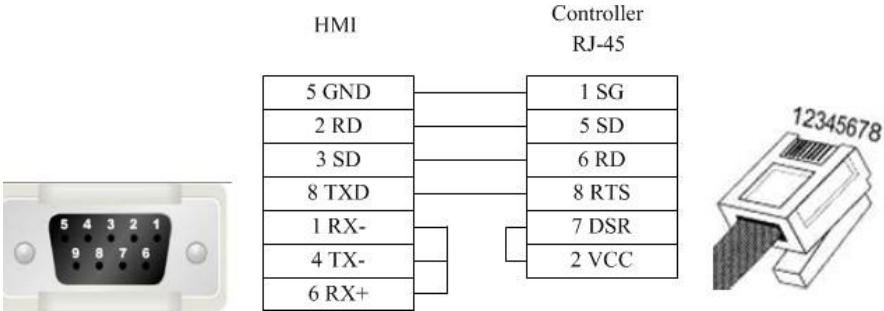 HMI
Controller
RJ-45
5 GND
1 SG
2 RD
5 SD
3 SD
6 RD
8 TXD
8 RTS
1 RX-
7 DSR
4 TX-
2 VCC
6 RX+
5 4 3 2 1
9 8 7 6
12345678